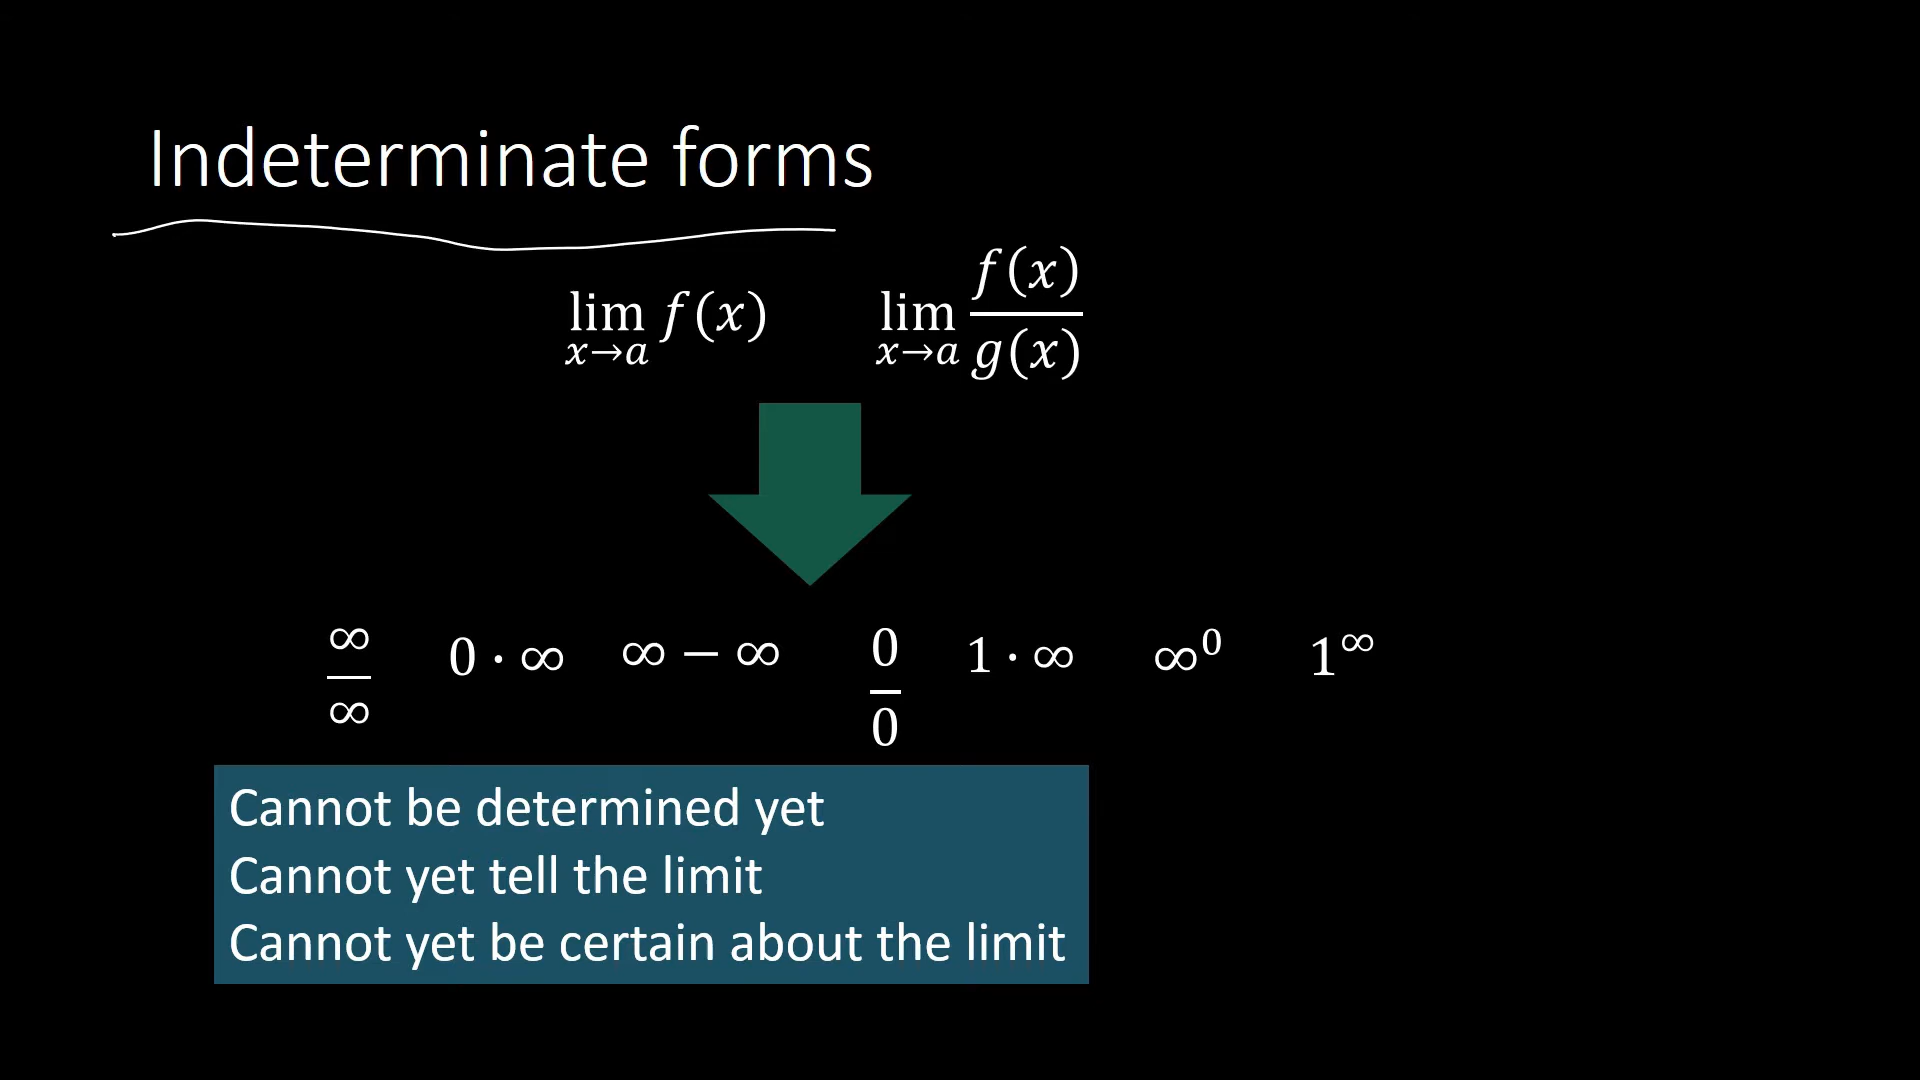 Indeterminate forms
lim x→a f(x)   lim x→a f(x)/g(x)
∞/∞   0 · ∞   ∞ − ∞   0/0   1 · ∞   ∞⁰   1^∞
Cannot be determined yet
Cannot yet tell the limit
Cannot yet be certain about the limit